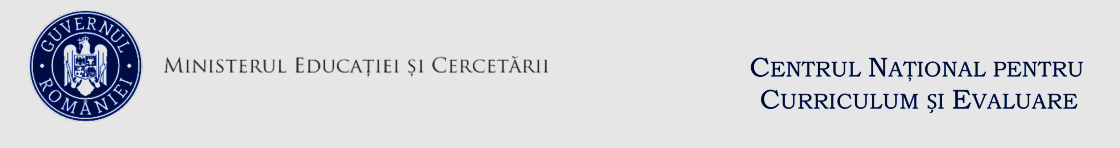 GUVERNUL
ROMÂNIEI
MINISTERUL EDUCAȚIEI ȘI CERCETĂRII
CENTRUL NAȚIONAL PENTRU
CURRICULUM ȘI EVALUARE